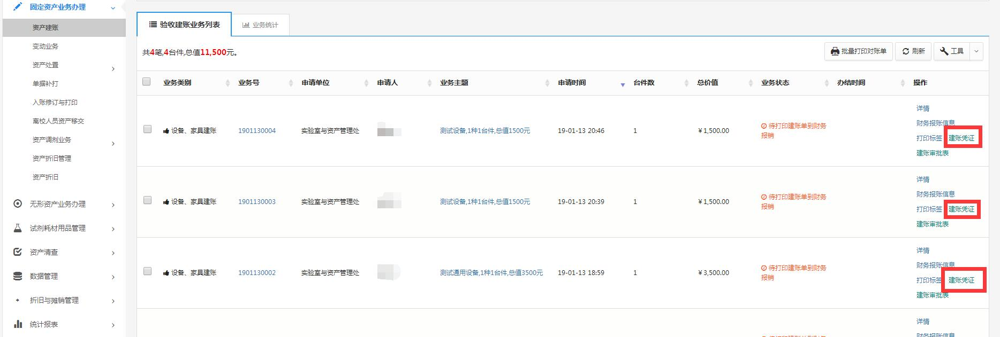 固定资产业务办理
资产建账
变动业务
资产处置
单据补打
入账修订与打印
离校人员资产移交
资产调剂业务
资产折旧管理
资产折旧
无形资产业务办理
试剂耗材用品管理
资产清查
数据管理
折旧与摊销管理
统计报表
验收建账业务列表
业务统计
共4笔,4台件,总值11,500元。
批量打印对账单
刷新
工具
业务类别 业务号 申请单位 申请人 业务主题 申请时间 台件数 总价值 业务状态 办结时间 操作
设备、家具建账 1901130004 实验室与资产管理处 测试设备,1种1台件,总值1500元 19-01-13 20:46 1 ￥1,500.00
待打印建账单到财务
报销
详情
财务报账信息
打印标签 建账凭证
建账审批表
设备、家具建账 1901130003 实验室与资产管理处 测试设备,1种1台件,总值1500元 19-01-13 20:39 1 ￥1,500.00
待打印建账单到财务
报销
详情
财务报账信息
打印标签 建账凭证
建账审批表
设备、家具建账 1901130002 实验室与资产管理处 测试通用设备,1种1台件,总值3500元 19-01-13 18:59 1 ￥3,500.00
待打印建账单到财务
报销
详情
财务报账信息
打印标签 建账凭证
建账审批表
详情
财务报账信息